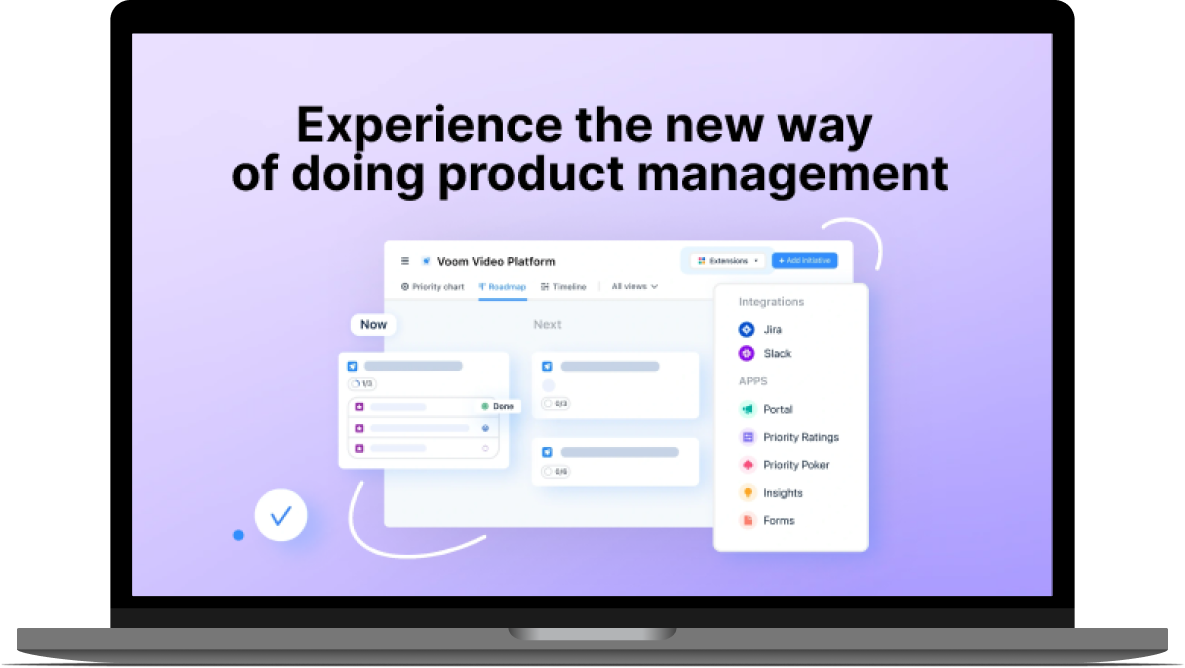 Experience the new way
of doing product management
Voom Video Platform
Extensions
+ Add Initiative
Priority chart
Roadmap
Timeline
All views
Now
Next
1/3
Done
0/3
0/6
Integrations
Jira
Slack
APPS
Portal
Priority Ratings
Priority Poker
Insights
Forms